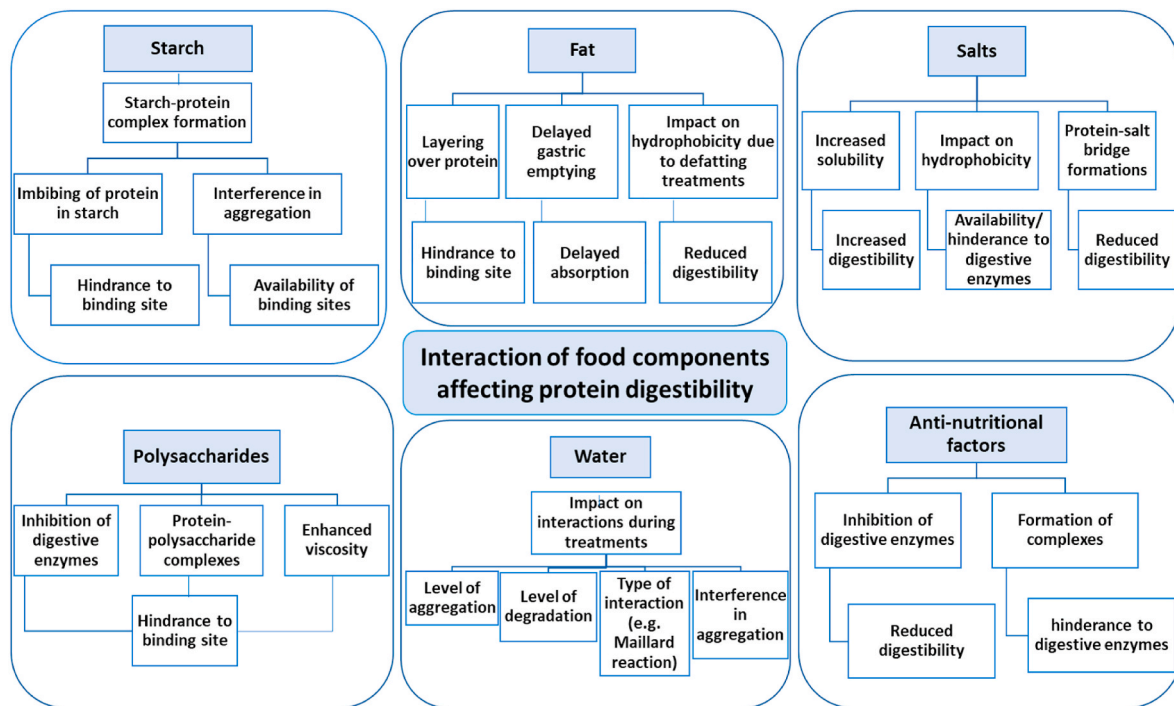 Starch
Starch-protein
complex formation
Imbibing of protein
in starch
Interference in
aggregation
Hindrance to
binding site
Availability of
binding sites
Fat
Layering
over protein
Delayed
gastric
emptying
Impact on
hydrophobicity due to
defatting
treatments
Hindrance to
binding site
Delayed
absorption
Reduced
digestibility
Salts
Increased
solubility
Impact on
hydrophobicity
Protein-salt
bridge
formations
Increased
digestibility
Availability/
hinderance to
digestive
enzymes
Reduced
digestibility
Interaction of food components
affecting protein digestibility
Polysaccharides
Inhibition of
digestive
enzymes
Protein-
polysaccharide
complexes
Enhanced
viscosity
Hindrance to
binding site
Water
Impact on
interactions during
treatments
Level of
aggregation
Level of
degradation
Type of
interaction
(e.g.
Maillard
reaction)
Interference
in
aggregation
Anti-nutritional
factors
Inhibition of
digestive enzymes
Formation of
complexes
Reduced
digestibility
hinderance to
digestive enzymes